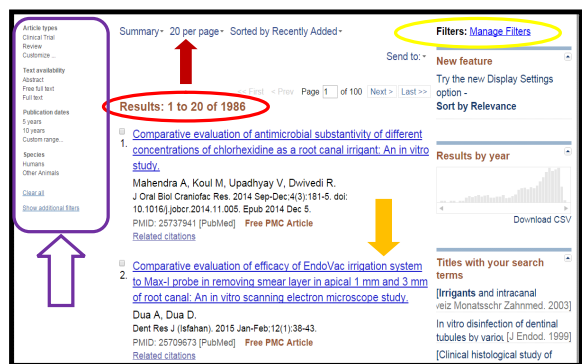 Article types
Clinical Trial
Review
Customize ...
Text availability
Abstract
Free full text
Full text
Publication dates
5 years
10 years
Custom range...
Species
Humans
Other Animals
Clear all
Show additional filters
Summary 20 per page Sorted by Recently Added
Send to:
<< First < Prev Page 1 of 100 Next > Last >>
Results: 1 to 20 of 1986
Comparative evaluation of antimicrobial substantivity of different
1. concentrations of chlorhexidine as a root canal irrigant: An in vitro
study.
Mahendra A, Koul M, Upadhyay V, Dwivedi R.
J Oral Biol Craniofac Res. 2014 Sep-Dec;4(3):181-5. doi:
10.1016/j.jobcr.2014.11.005. Epub 2014 Dec 5.
PMID: 25737941 [PubMed] Free PMC Article
Related citations
Comparative evaluation of efficacy of EndoVac irrigation system
2. to Max-I probe in removing smear layer in apical 1 mm and 3 mm
of root canal: An in vitro scanning electron microscope study.
Dua A, Dua D.
Dent Res J (Isfahan). 2015 Jan-Feb;12(1):38-43.
PMID: 25709673 [PubMed] Free PMC Article
Related citations
Filters: Manage Filters
New feature
Try the new Display Settings
option -
Sort by Relevance
Results by year
Download CSV
Titles with your search
terms
[Irrigants and intracanal
veiz Monatsschr Zahnmed. 2003]
In vitro disinfection of dentinal
tubules by variou [J Endod. 1999]
[Clinical histological study of